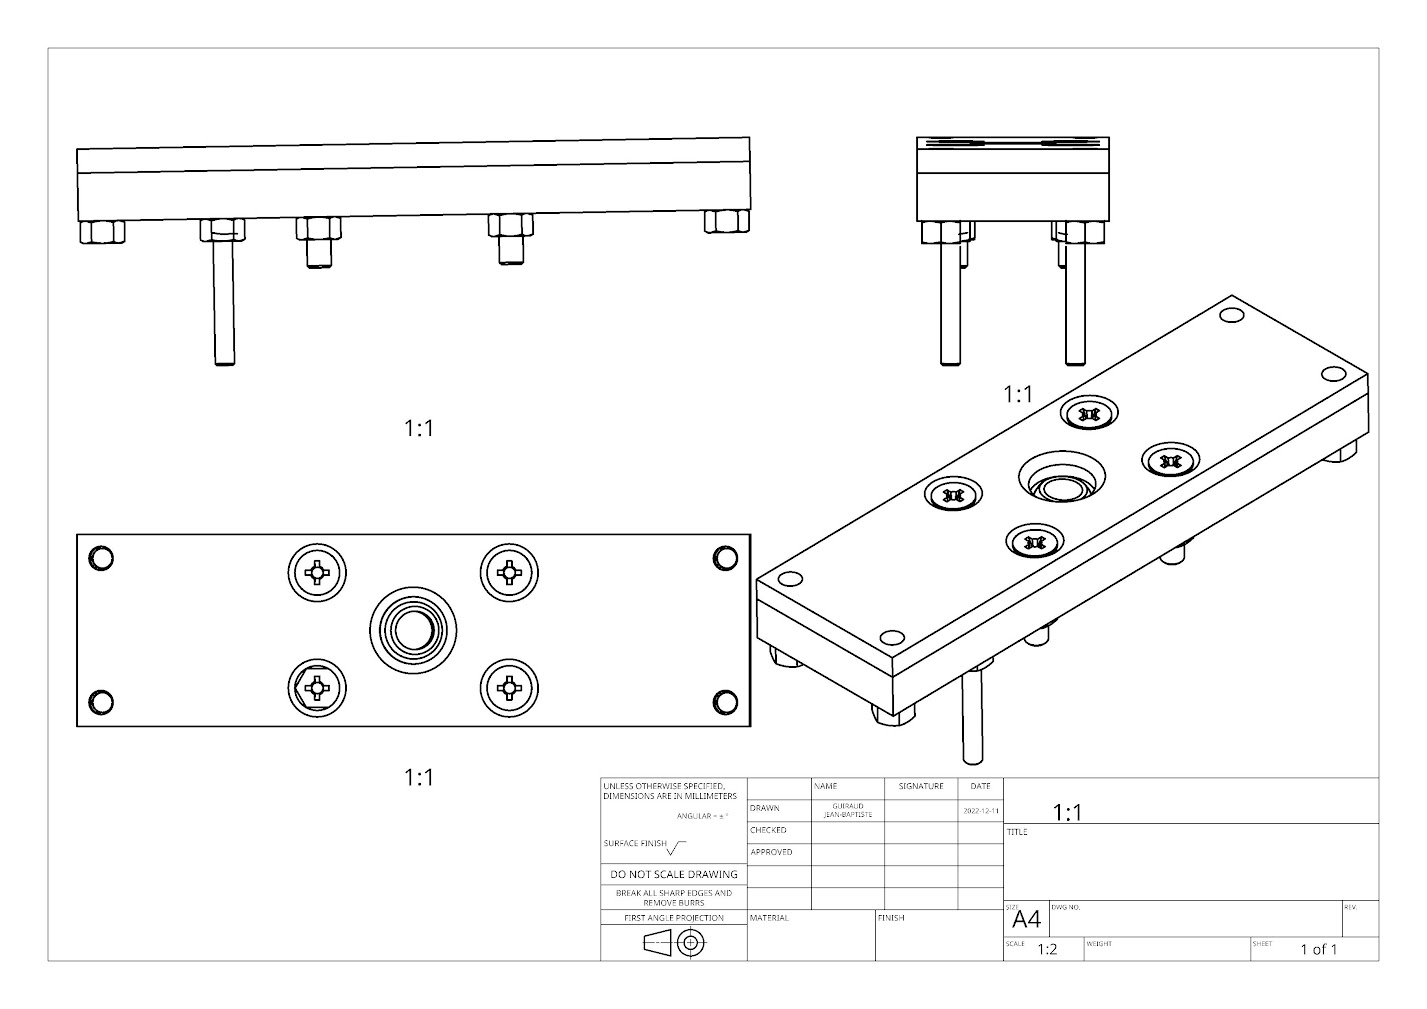 1:1
1:1
1:1
UNLESS OTHERWISE SPECIFIED,
DIMENSIONS ARE IN MILLIMETERS
ANGULAR = ± °
SURFACE FINISH
DO NOT SCALE DRAWING
BREAK ALL SHARP EDGES AND
REMOVE BURRS
FIRST ANGLE PROJECTION
NAME SIGNATURE DATE
DRAWN GUIRAUD
JEAN-BAPTISTE 2022-12-11
CHECKED
APPROVED
MATERIAL FINISH
1:1
TITLE
SIZE DWG NO. REV.
A4
SCALE 1:2 WEIGHT SHEET 1 of 1